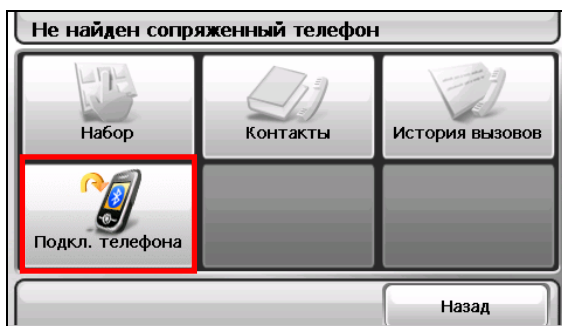 Не найден сопряженный телефон
Набор
Контакты
История вызовов
Подкл. телефона
Назад